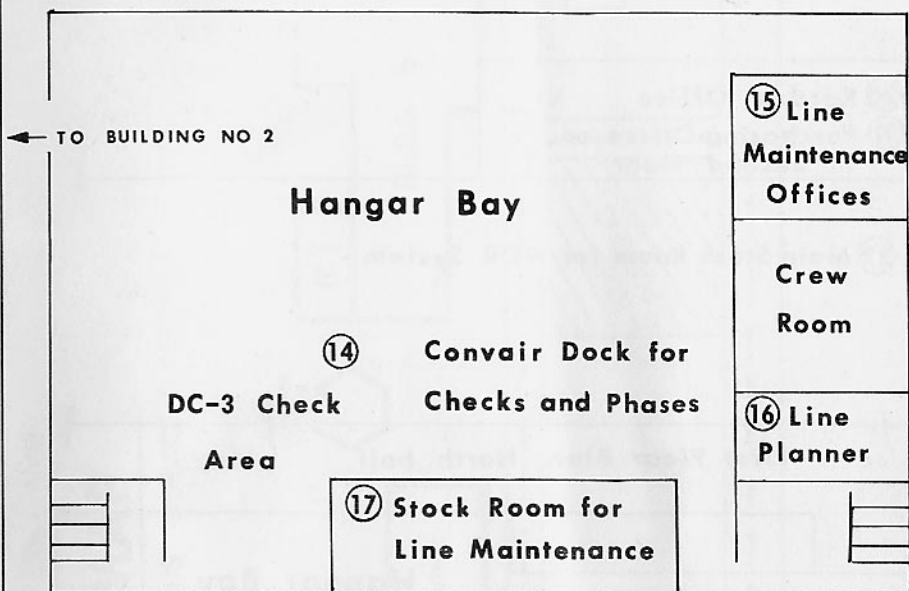 ← TO BUILDING NO 2
Hangar Bay
⑮ Line
Maintenance
Offices
Crew
Room
⑭
Convair Dock for
Checks and Phases
DC-3 Check
Area
⑯ Line
Planner
⑰ Stock Room for
Line Maintenance